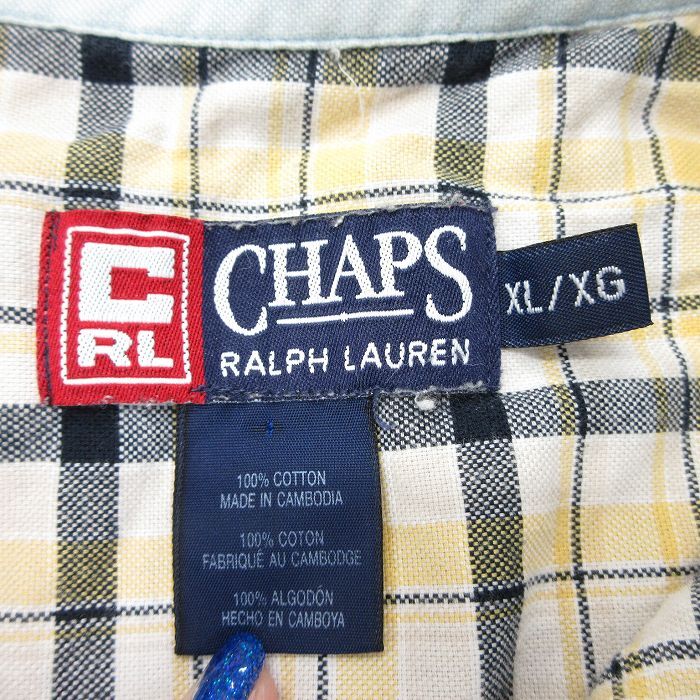 C
RL
CHAPS
RALPH LAUREN
XL/XG
100% COTTON
MADE IN CAMBODIA
100% COTON
FABRIQUÉ AU CAMBODGE
100% ALGODÓN
HECHO EN CAMBOYA